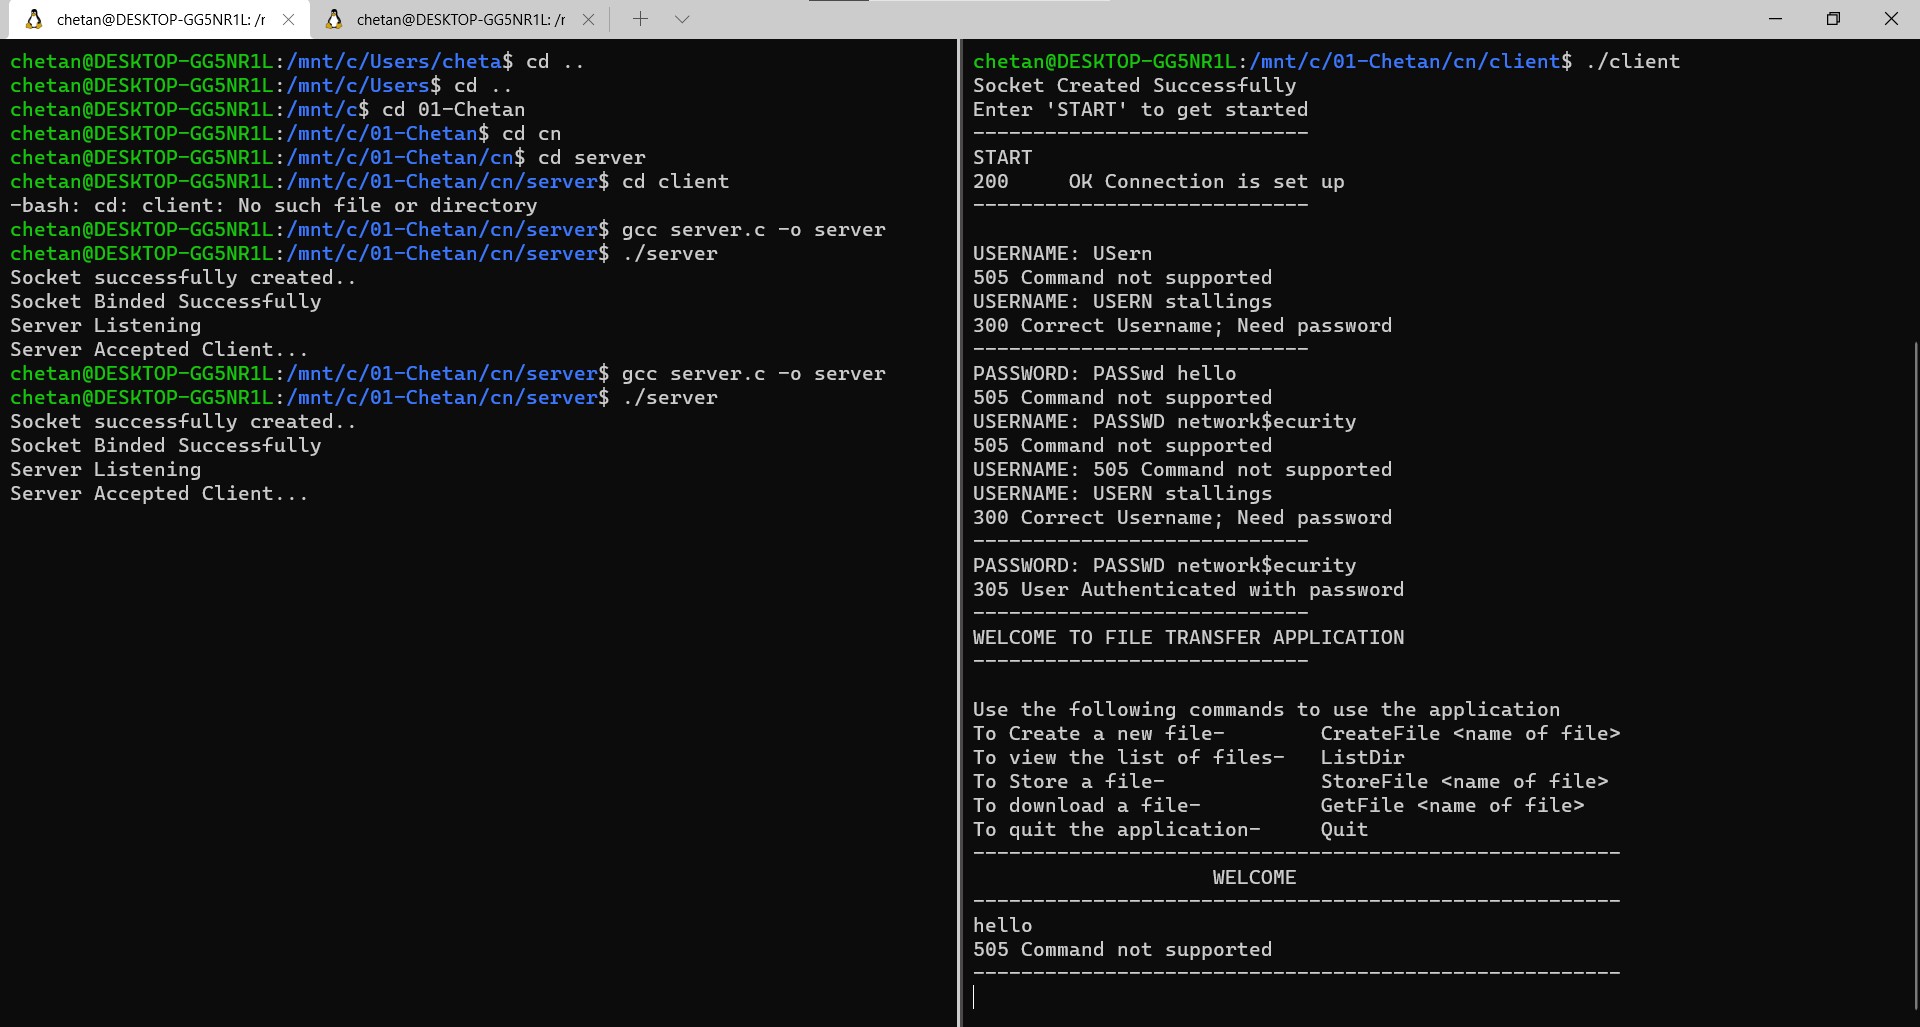 chetan@DESKTOP-GG5NR1L: /r
chetan@DESKTOP-GG5NR1L: /r
chetan@DESKTOP-GG5NR1L:/mnt/c/Users/cheta$ cd ..
chetan@DESKTOP-GG5NR1L:/mnt/c/Users$ cd ..
chetan@DESKTOP-GG5NR1L:/mnt/c$ cd 01-Chetan
chetan@DESKTOP-GG5NR1L:/mnt/c/01-Chetan$ cd cn
chetan@DESKTOP-GG5NR1L:/mnt/c/01-Chetan/cn$ cd server
chetan@DESKTOP-GG5NR1L:/mnt/c/01-Chetan/cn/server$ cd client
-bash: cd: client: No such file or directory
chetan@DESKTOP-GG5NR1L:/mnt/c/01-Chetan/cn/server$ gcc server.c -o server
chetan@DESKTOP-GG5NR1L:/mnt/c/01-Chetan/cn/server$ ./server
Socket successfully created..
Socket Binded Successfully
Server Listening
Server Accepted Client...
chetan@DESKTOP-GG5NR1L:/mnt/c/01-Chetan/cn/server$ gcc server.c -o server
chetan@DESKTOP-GG5NR1L:/mnt/c/01-Chetan/cn/server$ ./server
Socket successfully created..
Socket Binded Successfully
Server Listening
Server Accepted Client...
chetan@DESKTOP-GG5NR1L:/mnt/c/01-Chetan/cn/client$ ./client
Socket Created Successfully
Enter 'START' to get started
----------------------------
START
200     OK Connection is set up
----------------------------
USERNAME: USern
505 Command not supported
USERNAME: USERN stallings
300 Correct Username; Need password
----------------------------
PASSWORD: PASSwd hello
505 Command not supported
USERNAME: PASSWD network$ecurity
505 Command not supported
USERNAME: 505 Command not supported
USERNAME: USERN stallings
300 Correct Username; Need password
----------------------------
PASSWORD: PASSWD network$ecurity
305 User Authenticated with password
----------------------------
WELCOME TO FILE TRANSFER APPLICATION
----------------------------
Use the following commands to use the application
To Create a new file-        CreateFile <name of file>
To view the list of files-   ListDir
To Store a file-             StoreFile <name of file>
To download a file-          GetFile <name of file>
To quit the application-     Quit
------------------------------------------------------
WELCOME
------------------------------------------------------
hello
505 Command not supported
------------------------------------------------------